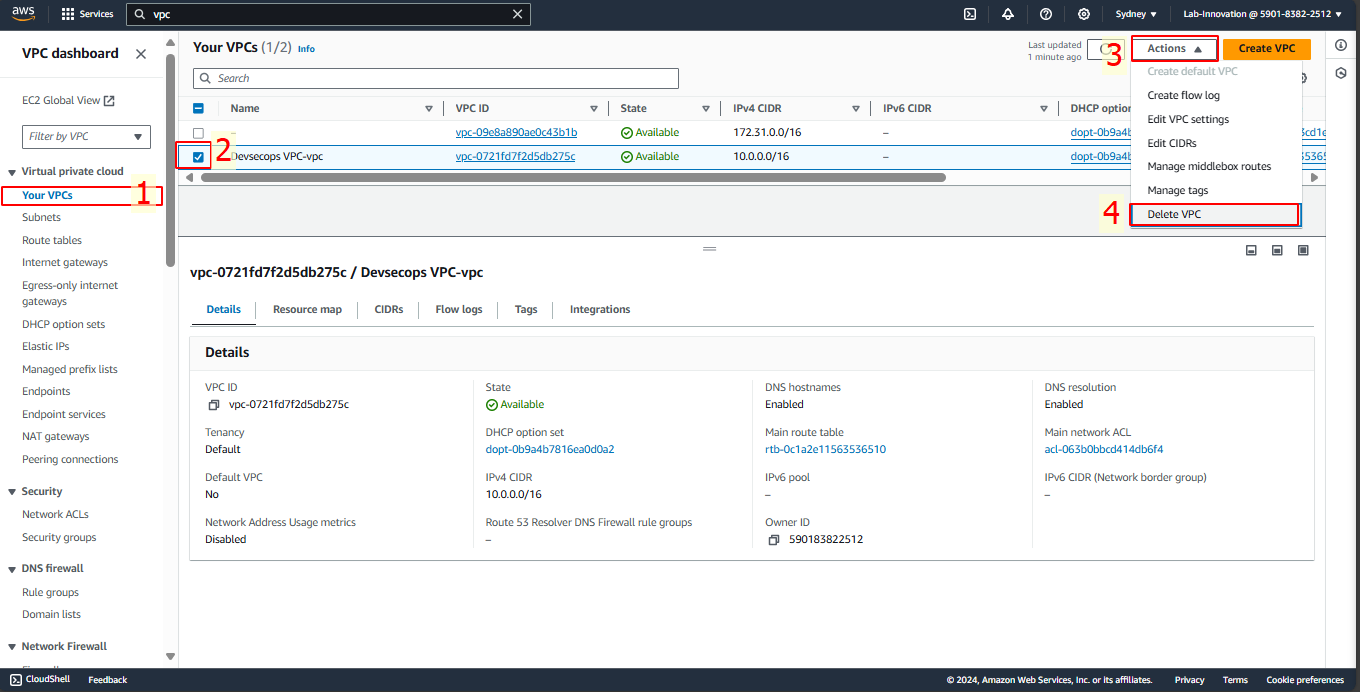 aws Services vpc Sydney Lab-Innovation @ 5901-8382-2512
VPC dashboard
EC2 Global View
Filter by VPC
Virtual private cloud
Your VPCs 1
Subnets
Route tables
Internet gateways
Egress-only internet
gateways
DHCP option sets
Elastic IPs
Managed prefix lists
Endpoints
Endpoint services
NAT gateways
Peering connections
Security
Network ACLs
Security groups
DNS firewall
Rule groups
Domain lists
Network Firewall
Your VPCs (1/2) Info
Last updated
1 minute ago
3
Actions
Create VPC
Search
Name VPC ID State IPv4 CIDR IPv6 CIDR DHCP option
– vpc-09e8a890ae0c43b1b Available 172.31.0.0/16 – dopt-0b9a4b
2 Devsecops VPC-vpc vpc-0721fd7f2d5db275c Available 10.0.0.0/16 – dopt-0b9a4b
Create default VPC
Create flow log
Edit VPC settings
Edit CIDRs
Manage middlebox routes
Manage tags
4 Delete VPC
vpc-0721fd7f2d5db275c / Devsecops VPC-vpc
Details Resource map CIDRs Flow logs Tags Integrations
Details
VPC ID
vpc-0721fd7f2d5db275c
State
Available
DNS hostnames
Enabled
DNS resolution
Enabled
Tenancy
Default
DHCP option set
dopt-0b9a4b7816ea0d0a2
Main route table
rtb-0c1a2e11563536510
Main network ACL
acl-063b0bbcd414db6f4
Default VPC
No
IPv4 CIDR
10.0.0.0/16
IPv6 pool
–
IPv6 CIDR (Network border group)
–
Network Address Usage metrics
Disabled
Route 53 Resolver DNS Firewall rule groups
–
Owner ID
590183822512
CloudShell Feedback © 2024, Amazon Web Services, Inc. or its affiliates. Privacy Terms Cookie preferences